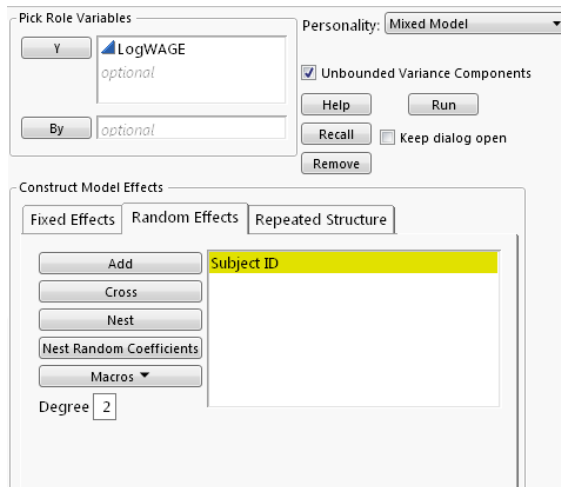 Pick Role Variables
Personality: Mixed Model
Y
LogWAGE
optional
Unbounded Variance Components
Help
Run
By
optional
Recall
Keep dialog open
Remove
Construct Model Effects
Fixed Effects
Random Effects
Repeated Structure
Add
Subject ID
Cross
Nest
Nest Random Coefficients
Macros
Degree 2